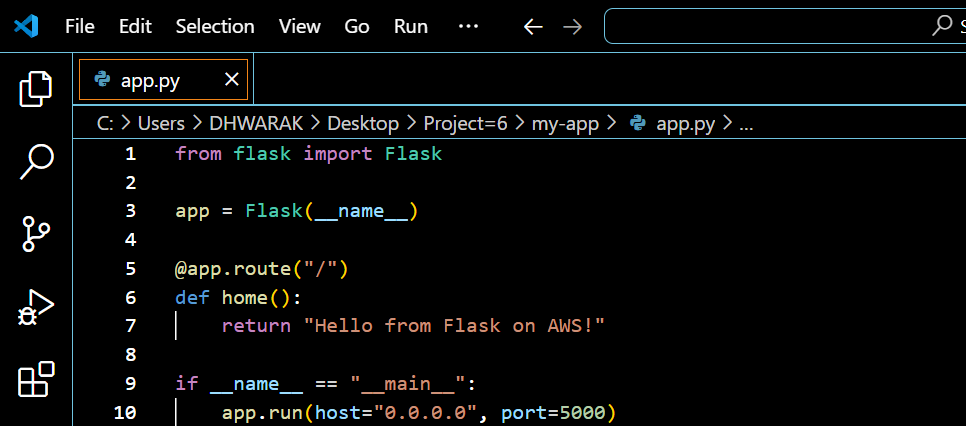 File Edit Selection View Go Run ··· ← →
app.py ×
C: > Users > DHWARAK > Desktop > Project=6 > my-app > app.py > ...
1 from flask import Flask
2
3 app = Flask(__name__)
4
5 @app.route("/")
6 def home():
7     return "Hello from Flask on AWS!"
8
9 if __name__ == "__main__":
10     app.run(host="0.0.0.0", port=5000)